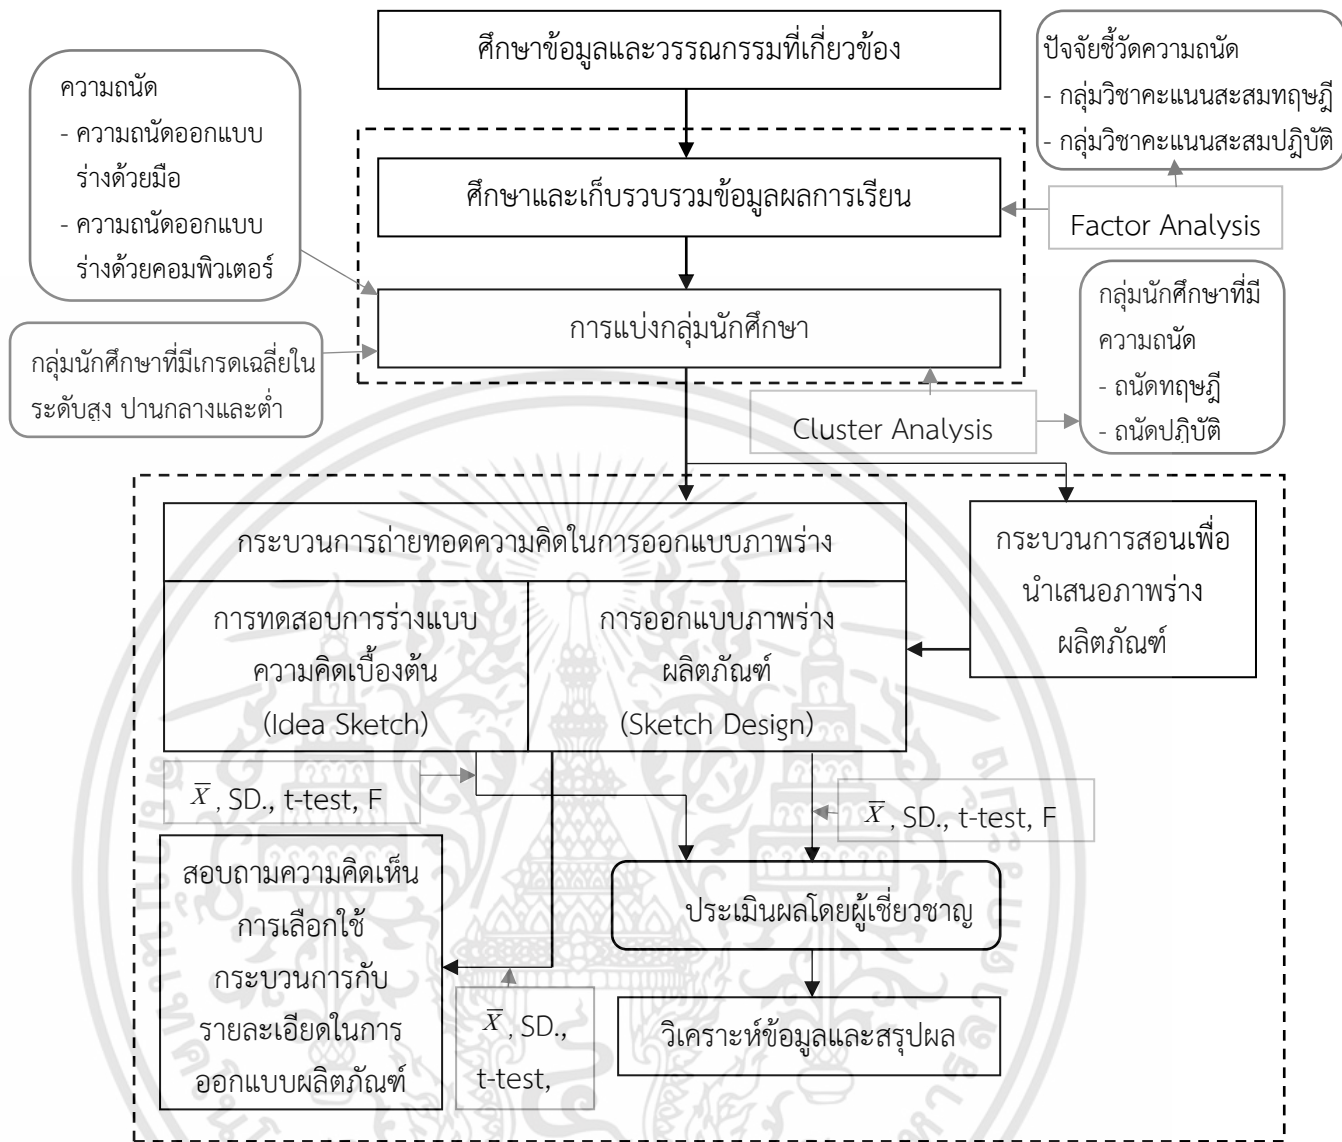 ศึกษาข้อมูลและวรรณกรรมที่เกี่ยวข้อง
ปัจจัยชี้วัดความถนัด
- กลุ่มวิชาคะแนนสะสมทฤษฎี
- กลุ่มวิชาคะแนนสะสมปฏิบัติ
ความถนัด
- ความถนัดออกแบบ
ร่างด้วยมือ
- ความถนัดออกแบบ
ร่างด้วยคอมพิวเตอร์
ศึกษาและเก็บรวบรวมข้อมูลผลการเรียน
Factor Analysis
การแบ่งกลุ่มนักศึกษา
กลุ่มนักศึกษาที่มี
ความถนัด
- ถนัดทฤษฎี
- ถนัดปฏิบัติ
กลุ่มนักศึกษาที่มีเกรดเฉลี่ยใน
ระดับสูง ปานกลางและต่ำ
Cluster Analysis
กระบวนการถ่ายทอดความคิดในการออกแบบภาพร่าง
การทดสอบการร่างแบบ
ความคิดเบื้องต้น
(Idea Sketch)
การออกแบบภาพร่าง
ผลิตภัณฑ์
(Sketch Design)
กระบวนการสอนเพื่อ
นำเสนอภาพร่าง
ผลิตภัณฑ์
X̅ , SD., t-test, F
X̅ , SD., t-test, F
สอบถามความคิดเห็น
การเลือกใช้
กระบวนการกับ
รายละเอียดในการ
ออกแบบผลิตภัณฑ์
ประเมินผลโดยผู้เชี่ยวชาญ
X̅ , SD.,
t-test,
วิเคราะห์ข้อมูลและสรุปผล